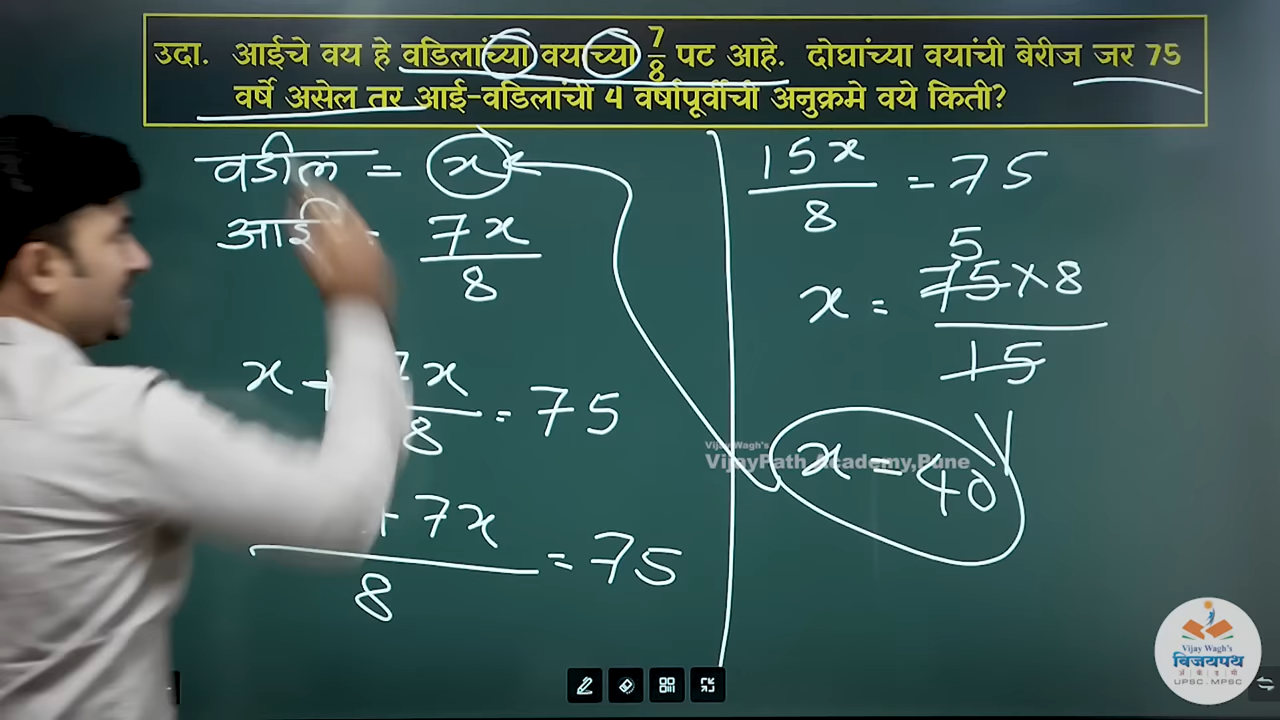 उदा. आईचे वय हे वडिलांच्या वयाच्या 7/8 पट आहे. दोघांच्या वयांची बेरीज जर 75
वर्षे असेल तर आई-वडिलांची 4 वर्षांपूर्वीची अनुक्रमे वये किती?
वडील = x
आई = 7x/8
x + 7x/8 = 75
+ 7x/8 = 75
15x/8 = 75
5
x = 75×8/15
x = 40
Vijay Wagh's
VijayPath Academy,Pune
Vijay Wagh's
विजयपथ
UPSC.MPSC